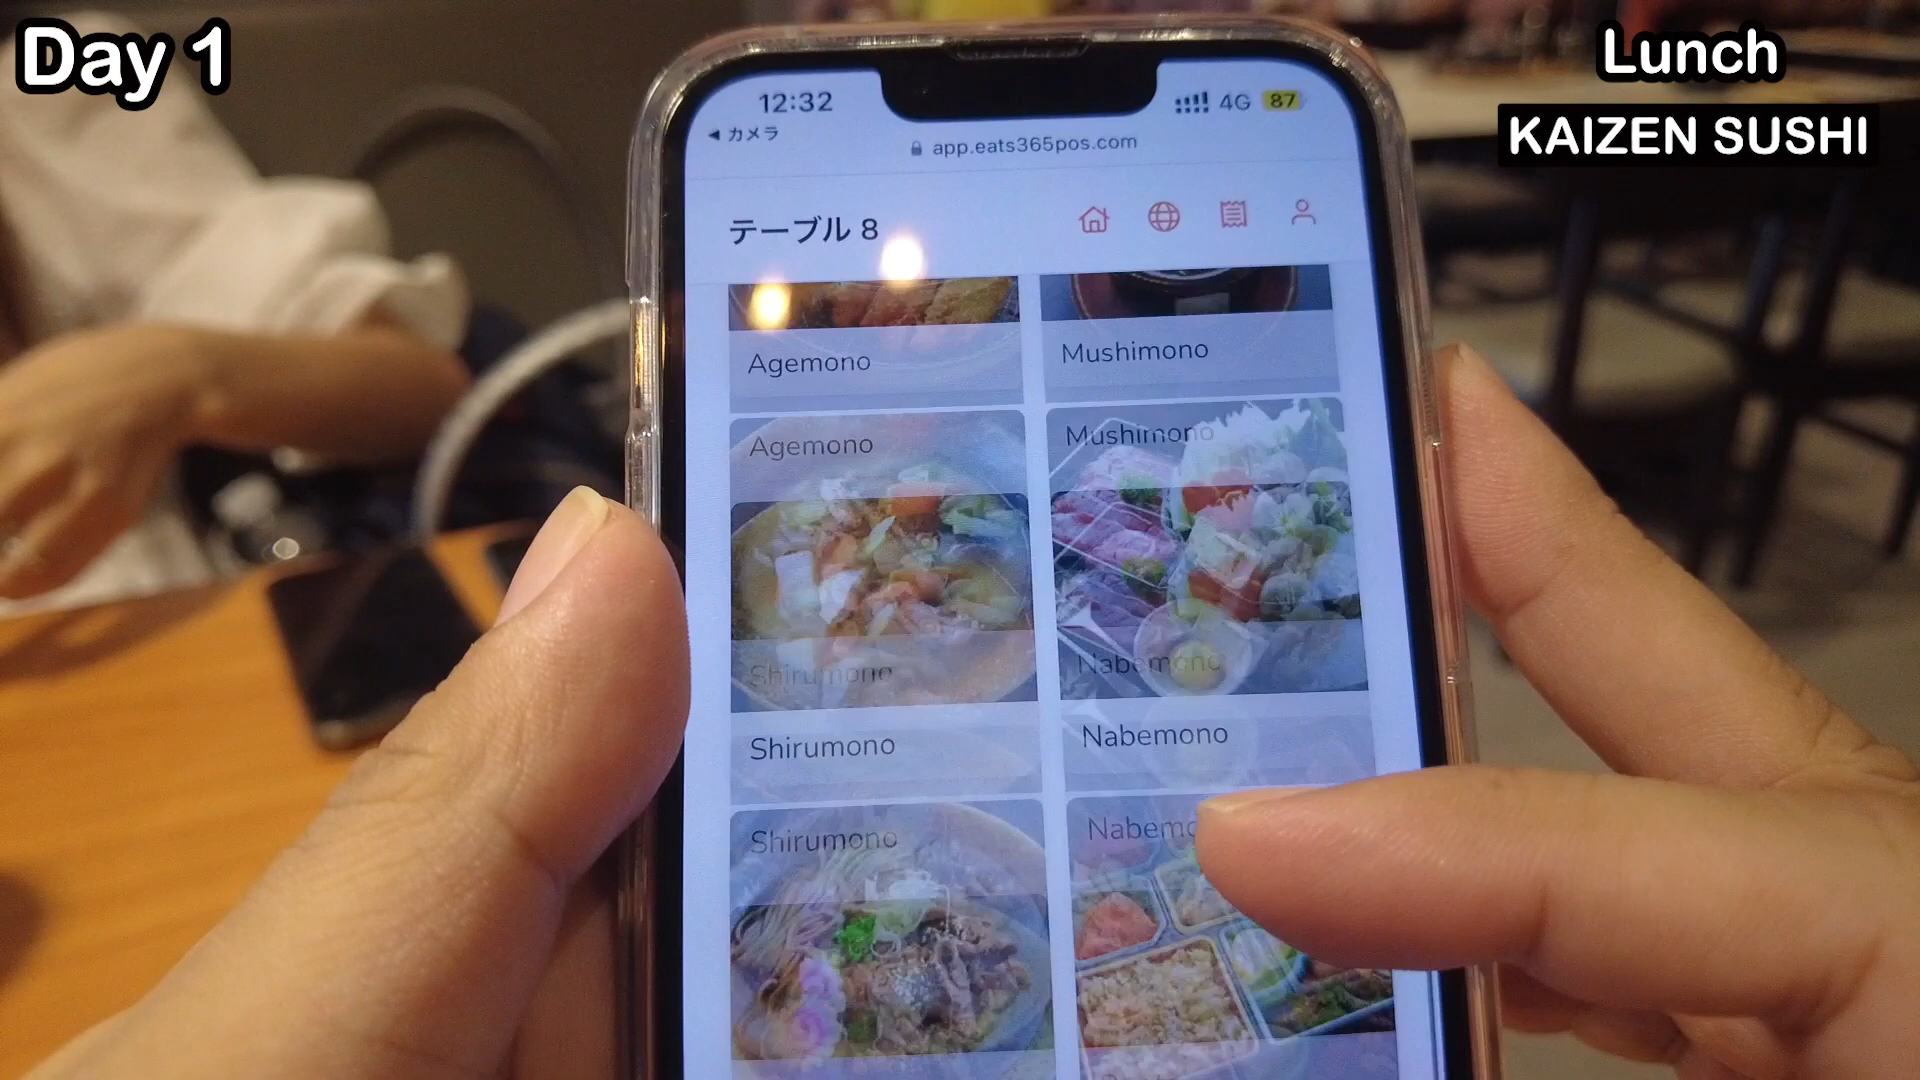 Day 1
Lunch
KAIZEN SUSHI
12:32
4G 87
◀カメラ
app.eats365pos.com
テーブル 8
Agemono
Mushimono
Agemono
Mushimono
Shirumono
Nabemono
Shirumono
Nabemono
Shirumono